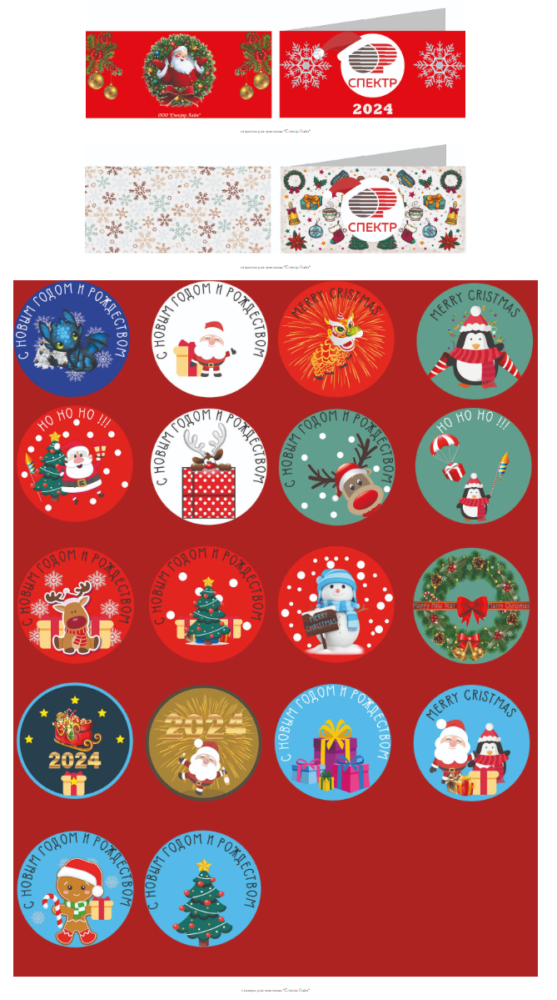 ООО "Спектр Лайн"
СПЕКТР
2024
открытки для компании "Спектр Лайн"
СПЕКТР
открытки для компании "Спектр Лайн"
С НОВЫМ ГОДОМ И РОЖДЕСТВОМ
С НОВЫМ ГОДОМ И РОЖДЕСТВОМ
MERRY CRISTMAS
MERRY CRISTMAS
HO HO HO !!!
С НОВЫМ ГОДОМ И РОЖДЕСТВОМ
С НОВЫМ ГОДОМ И РОЖДЕСТВОМ
HO HO HO !!!
С НОВЫМ ГОДОМ И РОЖДЕСТВОМ
С НОВЫМ ГОДОМ И РОЖДЕСТВОМ
MERRY
CHRISTMAS
Happy New Year
Merry Christmas
2024
2024
С НОВЫМ ГОДОМ И РОЖДЕСТВОМ
MERRY CRISTMAS
С НОВЫМ ГОДОМ И РОЖДЕСТВОМ
С НОВЫМ ГОДОМ И РОЖДЕСТВОМ
стикеры для компании "Спектр Лайн"